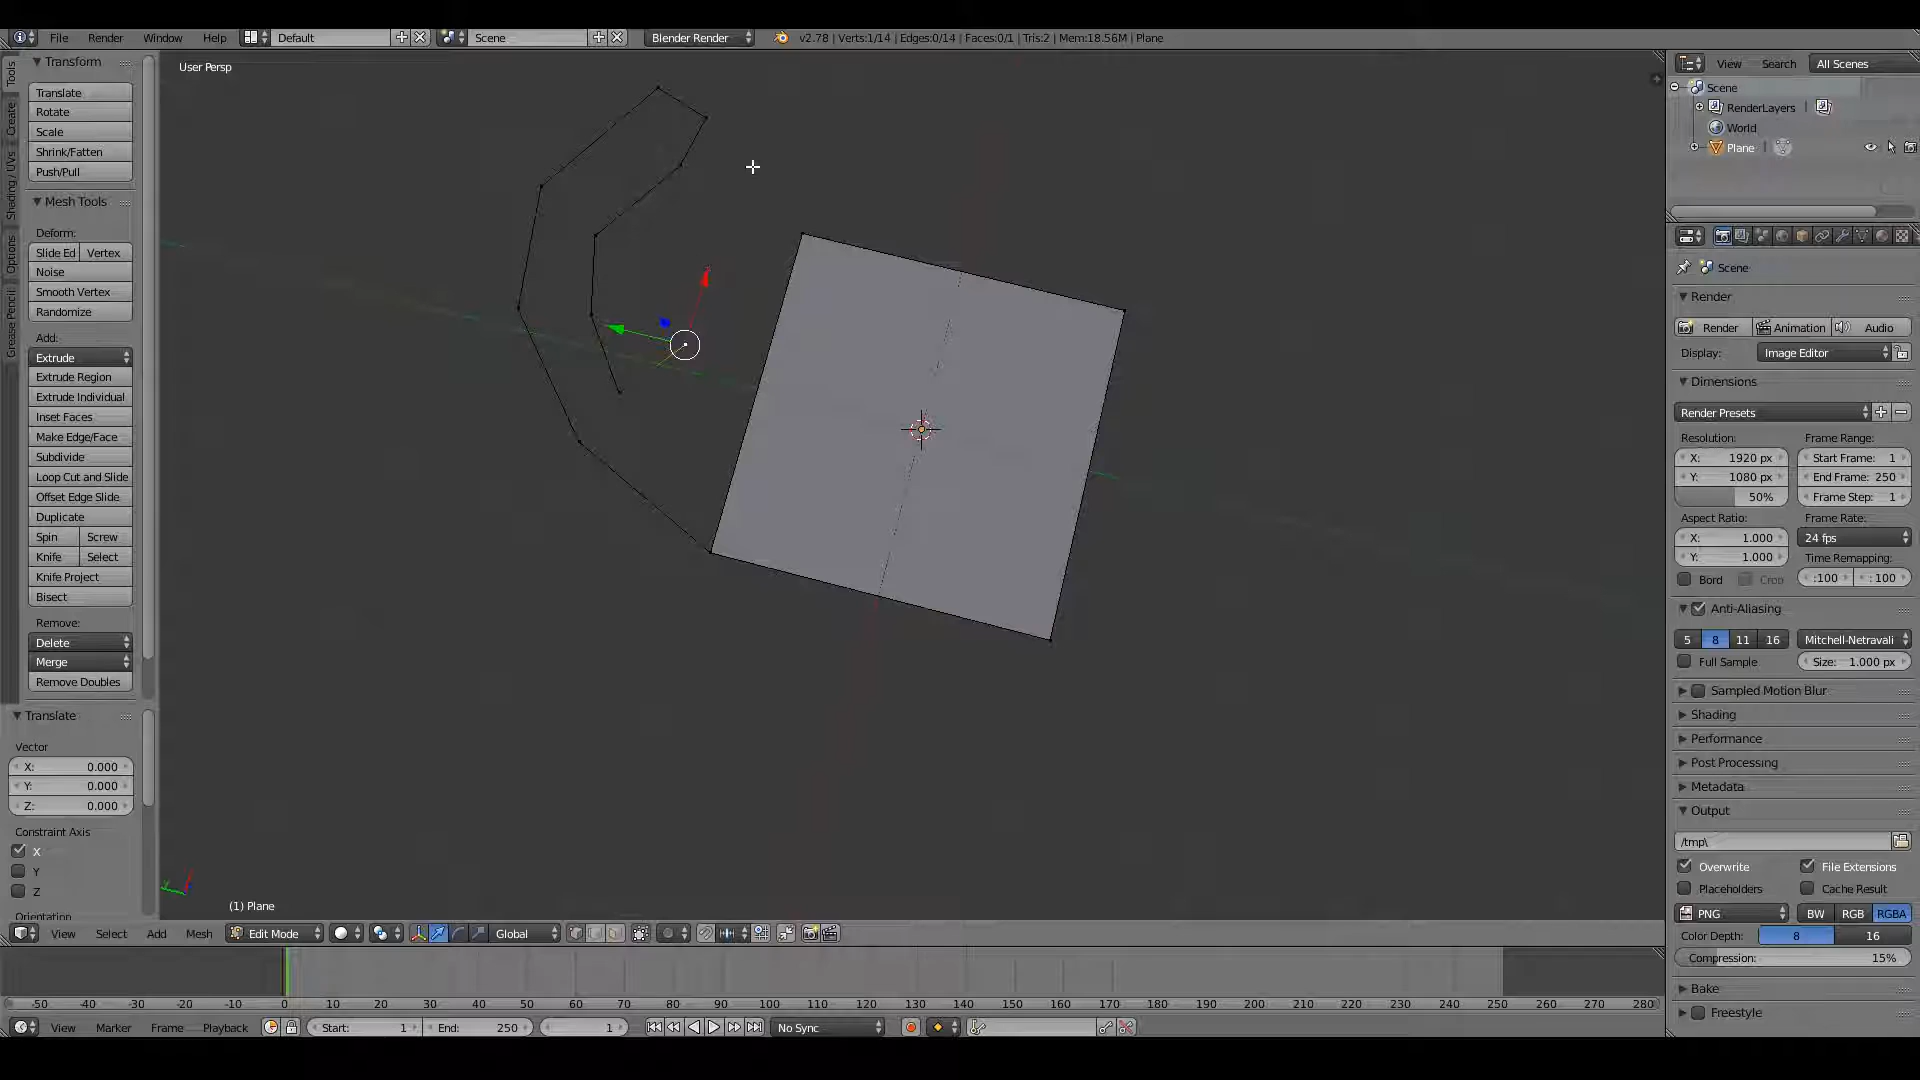 File Render Window Help Default Scene Blender Render v2.78 | Verts:1/14 | Edges:0/14 | Faces:0/1 | Tris:2 | Mem:18.56M | Plane
Tools
Create
Shading / UVs
Options
Grease Pencil
Transform
Translate
Rotate
Scale
Shrink/Fatten
Push/Pull
Mesh Tools
Deform:
Slide Ed Vertex
Noise
Smooth Vertex
Randomize
Add:
Extrude
Extrude Region
Extrude Individual
Inset Faces
Make Edge/Face
Subdivide
Loop Cut and Slide
Offset Edge Slide
Duplicate
Spin Screw
Knife Select
Knife Project
Bisect
Remove:
Delete
Merge
Remove Doubles
Translate
Vector
X: 0.000
Y: 0.000
Z: 0.000
Constraint Axis
X
Y
Z
Orientation
User Persp
(1) Plane
View Select Add Mesh Edit Mode Global
-50 -40 -30 -20 -10 0 10 20 30 40 50 60 70 80 90 100 110 120 130 140 150 160 170 180 190 200 210 220 230 240 250 260 270 280
View Marker Frame Playback Start: 1 End: 250 1 No Sync
View Search All Scenes
Scene
RenderLayers |
World
Plane |
Scene
Render
Render Animation Audio
Display: Image Editor
Dimensions
Render Presets
Resolution: Frame Range:
X: 1920 px Start Frame: 1
Y: 1080 px End Frame: 250
50% Frame Step: 1
Aspect Ratio: Frame Rate:
X: 1.000 24 fps
Y: 1.000 Time Remapping:
Bord Crop :100 : 100
Anti-Aliasing
5 8 11 16 Mitchell-Netravali
Full Sample Size: 1.000 px
Sampled Motion Blur
Shading
Performance
Post Processing
Metadata
Output
/tmp\
Overwrite File Extensions
Placeholders Cache Result
PNG BW RGB RGBA
Color Depth: 8 16
Compression: 15%
Bake
Freestyle